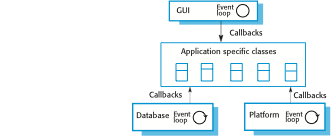 GUI
Event
loop
Callbacks
Application specific classes
Callbacks
Callbacks
Database
Event
loop
Platform
Event
loop